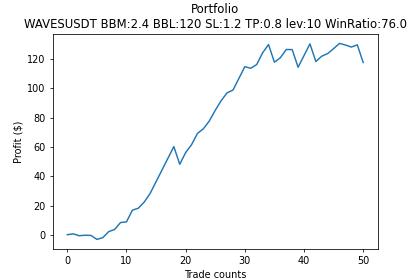 Portfolio
WAVESUSDT BBM:2.4 BBL:120 SL:1.2 TP:0.8 lev:10 WinRatio:76.0
120
100
80
60
40
20
0
Profit ($)
0 10 20 30 40 50
Trade counts